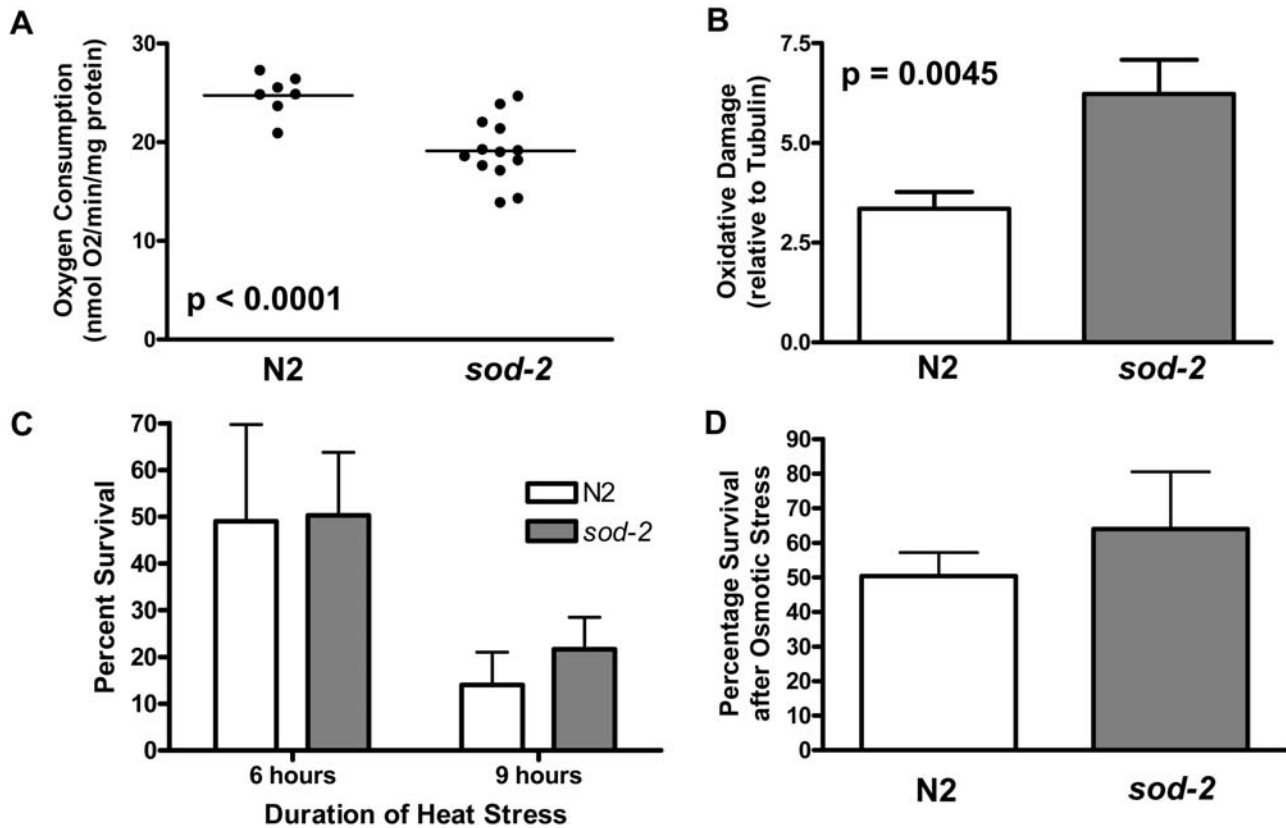 A
Oxygen Consumption
(nmol O2/min/mg protein)
30
20
10
0
p < 0.0001
N2
sod-2
B
Oxidative Damage
(relative to Tubulin)
7.5
5.0
2.5
0.0
p = 0.0045
N2
sod-2
C
Percent Survival
70
60
50
40
30
20
10
0
N2
sod-2
6 hours
9 hours
Duration of Heat Stress
D
Percentage Survival
after Osmotic Stress
90
80
70
60
50
40
30
20
10
0
N2
sod-2